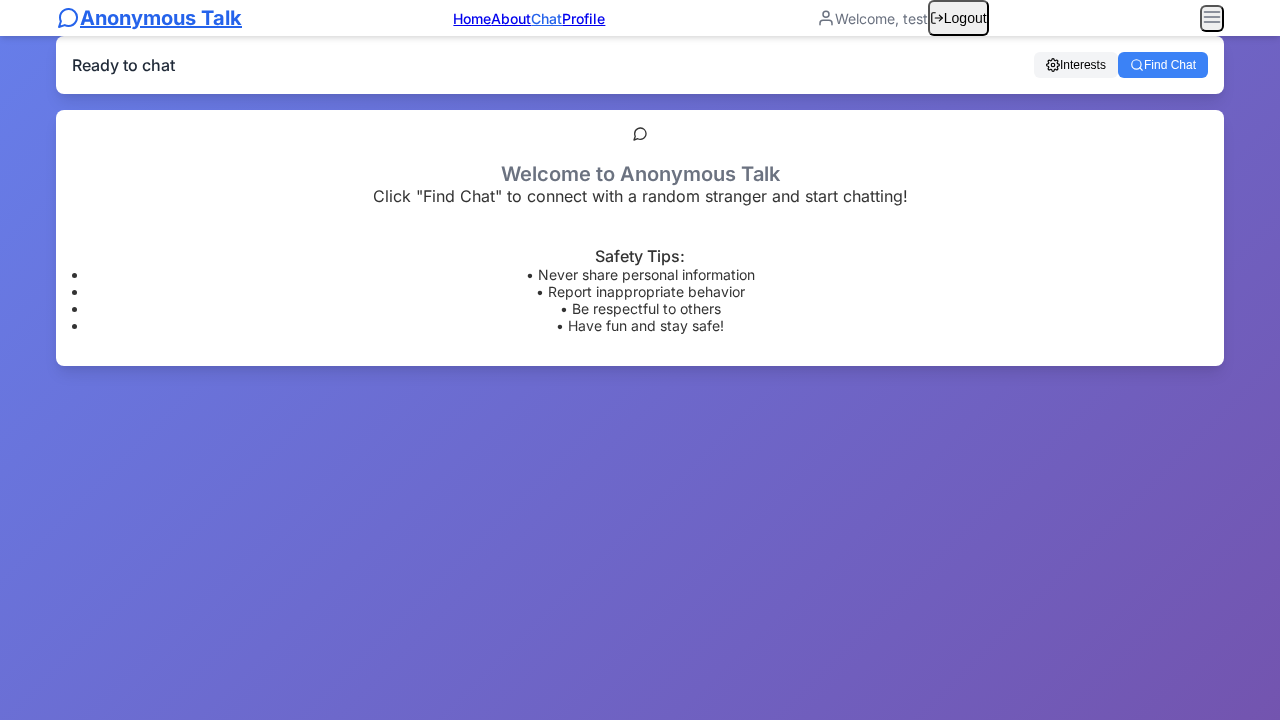 Anonymous Talk
Home About Chat Profile
Welcome, test
Logout
Ready to chat
Interests
Find Chat
Welcome to Anonymous Talk
Click "Find Chat" to connect with a random stranger and start chatting!
Safety Tips:
• • Never share personal information
• • Report inappropriate behavior
• • Be respectful to others
• • Have fun and stay safe!